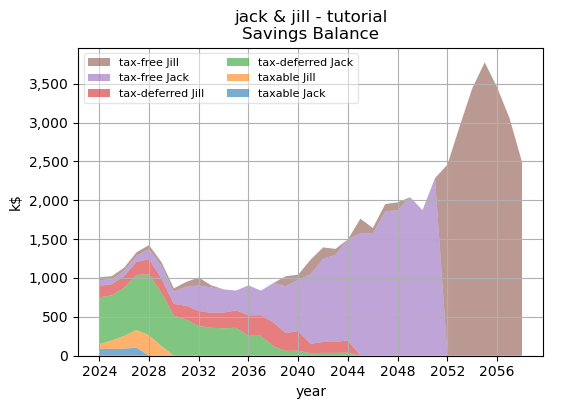 jack & jill - tutorial
Savings Balance
tax-free Jill
tax-free Jack
tax-deferred Jill
tax-deferred Jack
taxable Jill
taxable Jack
k$
3,500
3,000
2,500
2,000
1,500
1,000
500
0
2024 2028 2032 2036 2040 2044 2048 2052 2056
year